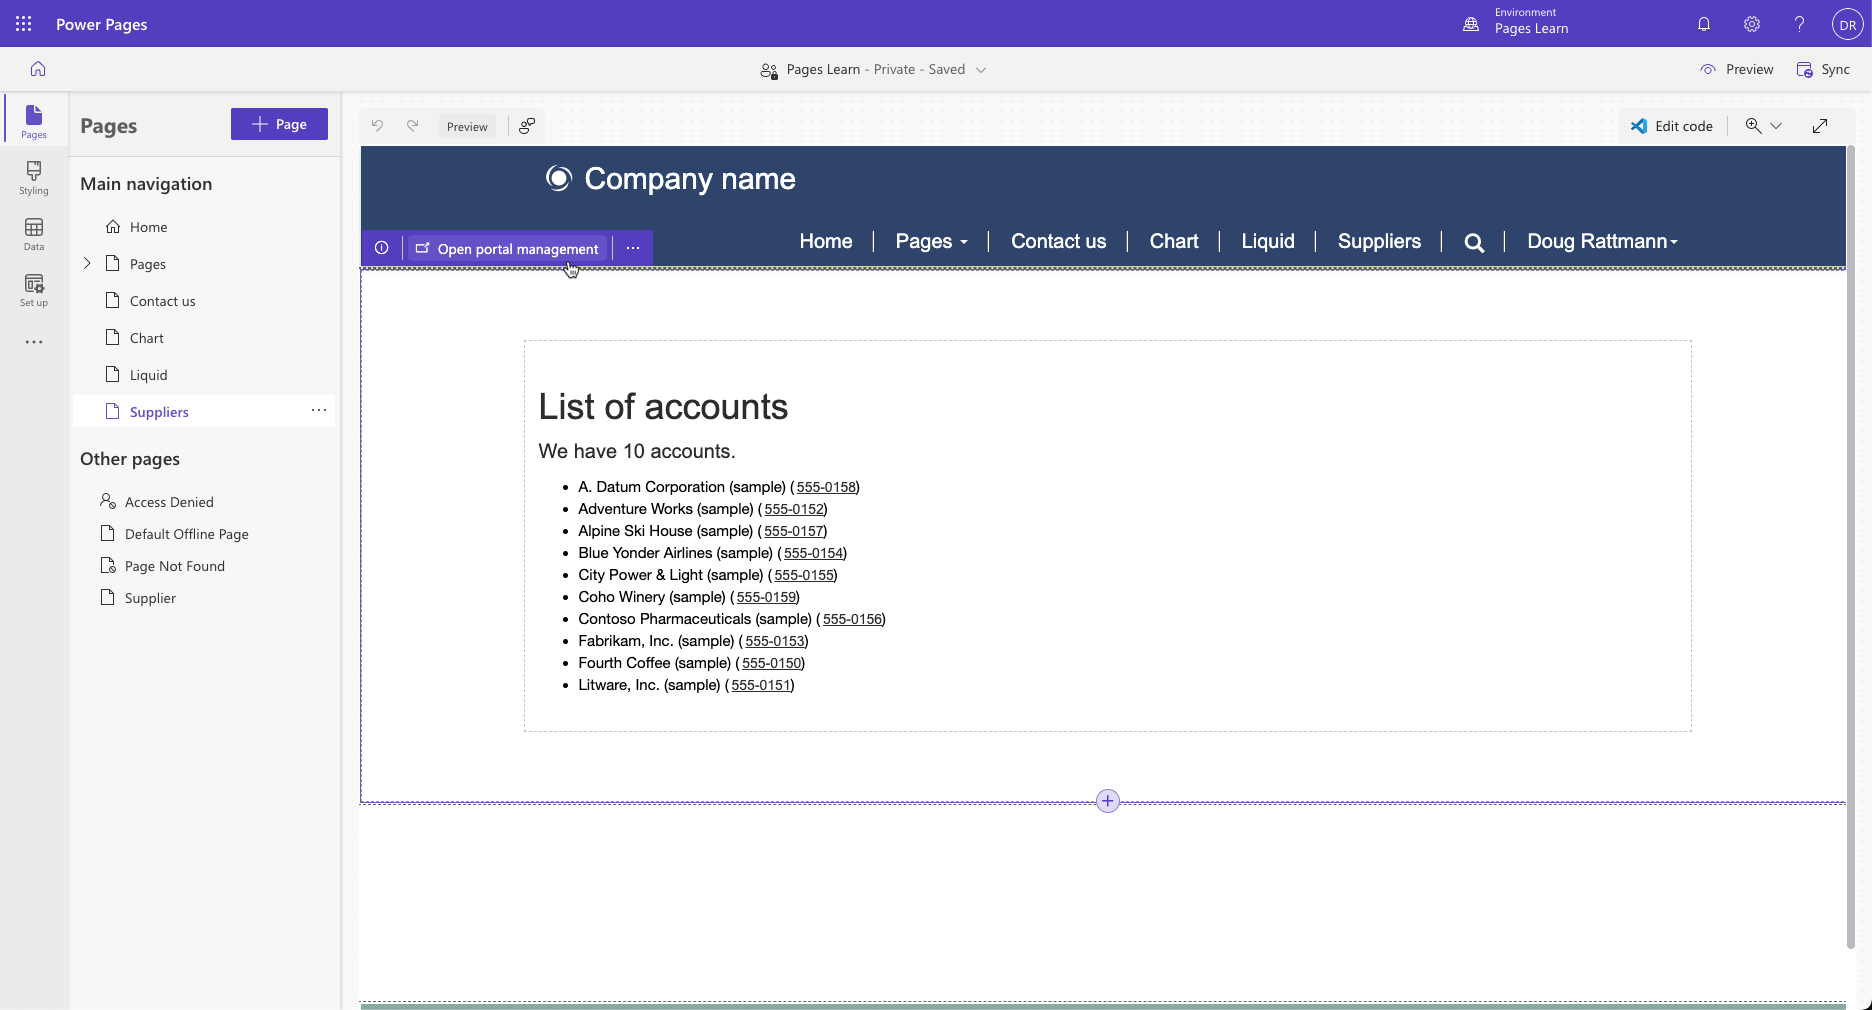 Power Pages
Environment
Pages Learn
DR
Pages Learn - Private - Saved
Preview
Sync
Pages
Styling
Data
Set up
Pages
Page
Main navigation
Home
Pages
Contact us
Chart
Liquid
Suppliers
Other pages
Access Denied
Default Offline Page
Page Not Found
Supplier
Preview
Edit code
Company name
Open portal management
Home
Pages
Contact us
Chart
Liquid
Suppliers
Doug Rattmann
List of accounts
We have 10 accounts.
A. Datum Corporation (sample) (555-0158)
Adventure Works (sample) (555-0152)
Alpine Ski House (sample) (555-0157)
Blue Yonder Airlines (sample) (555-0154)
City Power & Light (sample) (555-0155)
Coho Winery (sample) (555-0159)
Contoso Pharmaceuticals (sample) (555-0156)
Fabrikam, Inc. (sample) (555-0153)
Fourth Coffee (sample) (555-0150)
Litware, Inc. (sample) (555-0151)